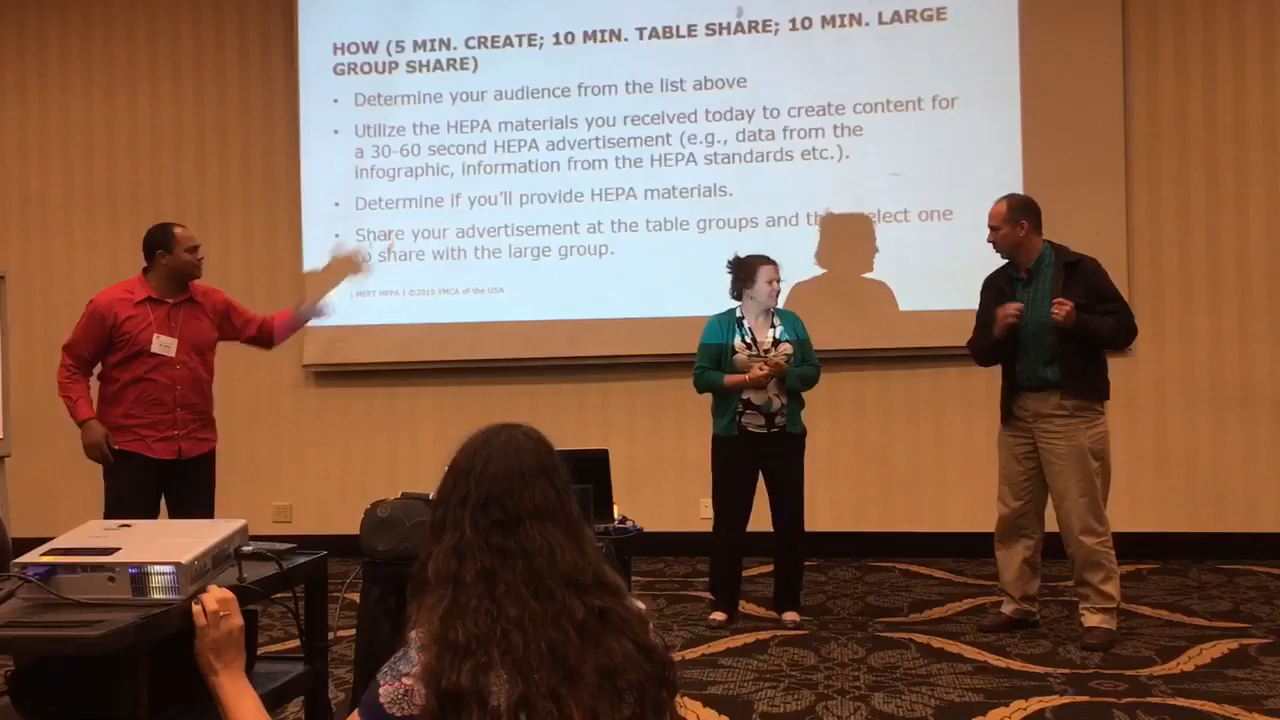 HOW (5 MIN. CREATE; 10 MIN. TABLE SHARE; 10 MIN. LARGE
GROUP SHARE)
• Determine your audience from the list above
• Utilize the HEPA materials you received today to create content for
a 30-60 second HEPA advertisement (e.g., data from the
infographic, information from the HEPA standards etc.).
• Determine if you'll provide HEPA materials.
• Share your advertisement at the table groups and select one
share with the large group.
| MEET HEPA | ©2015 YMCA of the USA